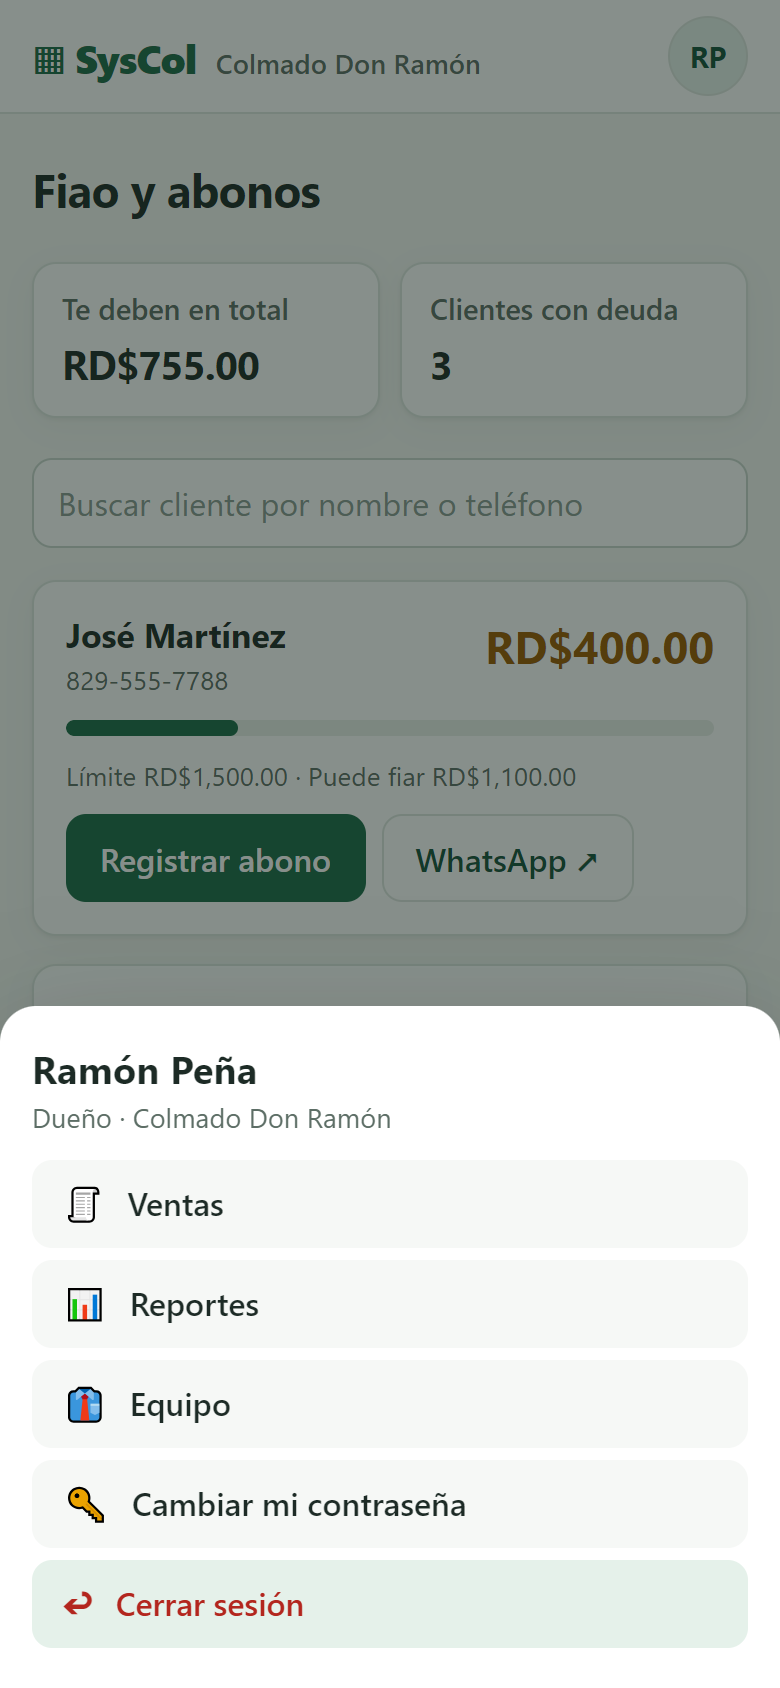 SysCol Colmado Don Ramón RP
Fiao y abonos
Te deben en total
RD$755.00
Clientes con deuda
3
Buscar cliente por nombre o teléfono
José Martínez
829-555-7788
RD$400.00
Límite RD$1,500.00 · Puede fiar RD$1,100.00
Registrar abono
WhatsApp ↗
Ramón Peña
Dueño · Colmado Don Ramón
Ventas
Reportes
Equipo
Cambiar mi contraseña
Cerrar sesión